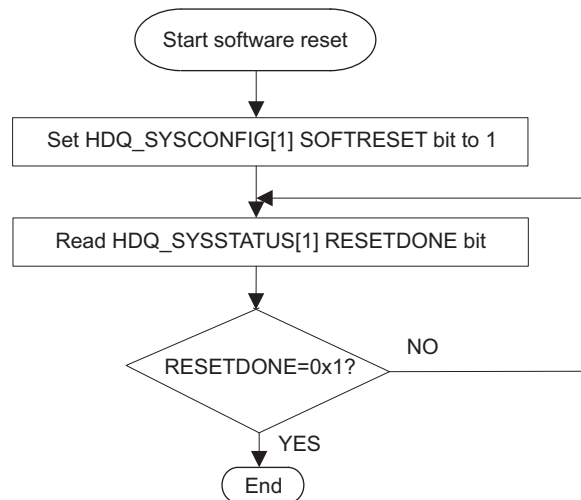 Start software reset
Set HDQ_SYSCONFIG[1] SOFTRESET bit to 1
Read HDQ_SYSSTATUS[1] RESETDONE bit
RESETDONE=0x1?
NO
YES
End